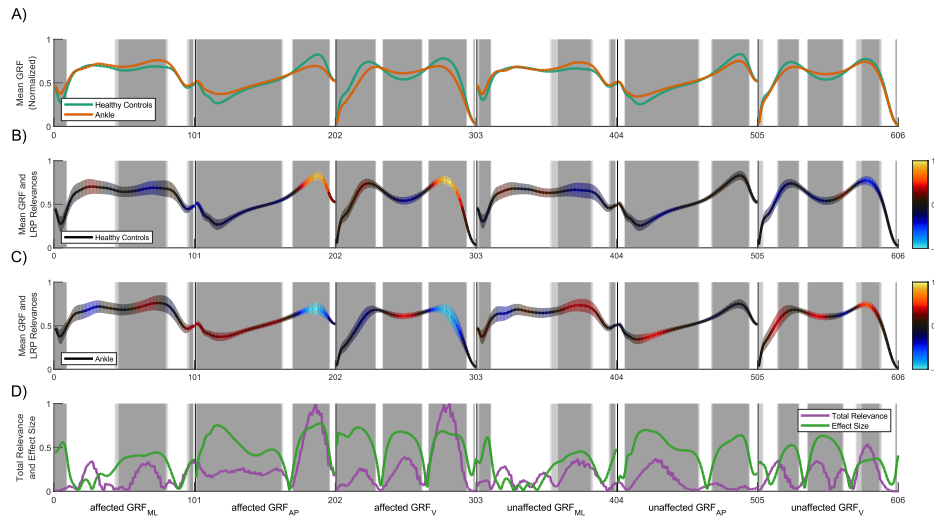 A)
Mean GRF
(Normalized)
1
0.5
0
Healthy Controls
Ankle
0
101
202
303
404
505
606
B)
Mean GRF and
LRP Relevances
1
0.5
0
Healthy Controls
0
101
202
303
404
505
606
1
0
-
C)
Mean GRF and
LRP Relevances
1
0.5
0
Ankle
0
101
202
303
404
505
606
1
0
-
D)
Total Relevance
and Effect Size
1
0.5
0
Total Relevance
Effect Size
0
101
202
303
404
505
606
affected GRF_ML
affected GRF_AP
affected GRF_V
unaffected GRF_ML
unaffected GRF_AP
unaffected GRF_V